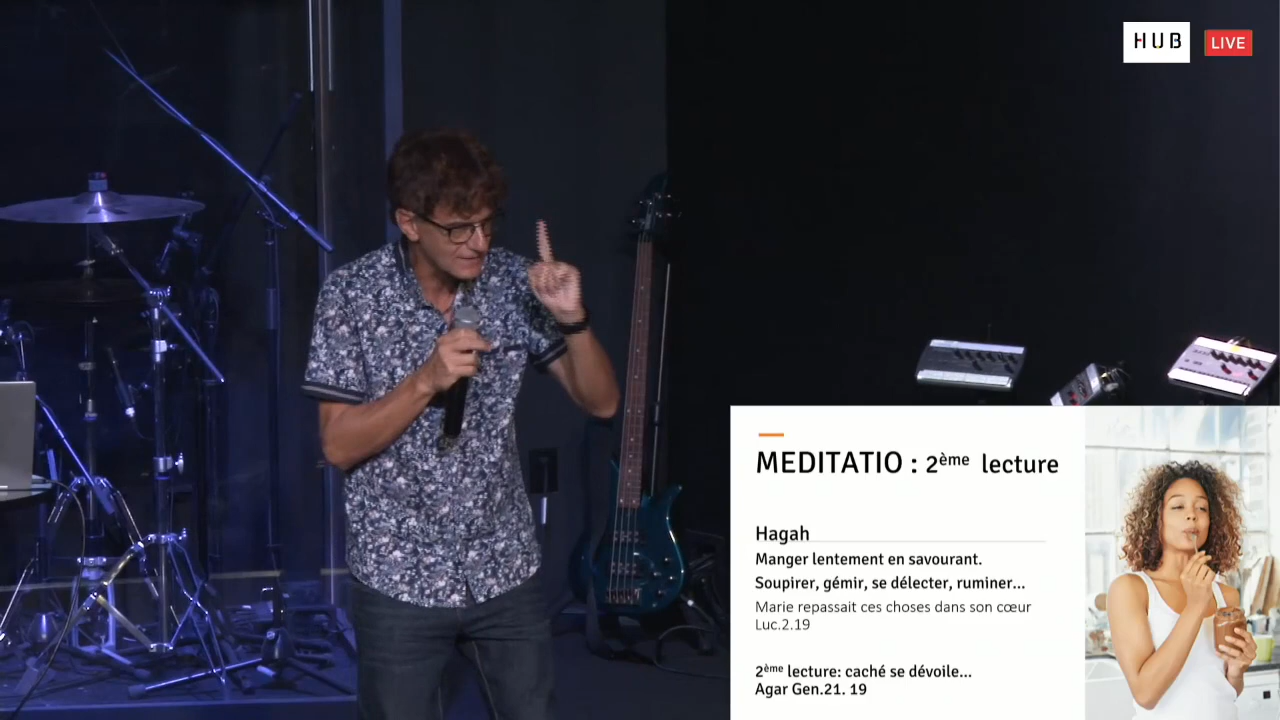 HUB
LIVE
MEDITATIO : 2ème lecture
Hagah
Manger lentement en savourant.
Soupirer, gémir, se délecter, ruminer...
Marie repassait ces choses dans son cœur
Luc.2.19
2ème lecture: caché se dévoile...
Agar Gen.21. 19